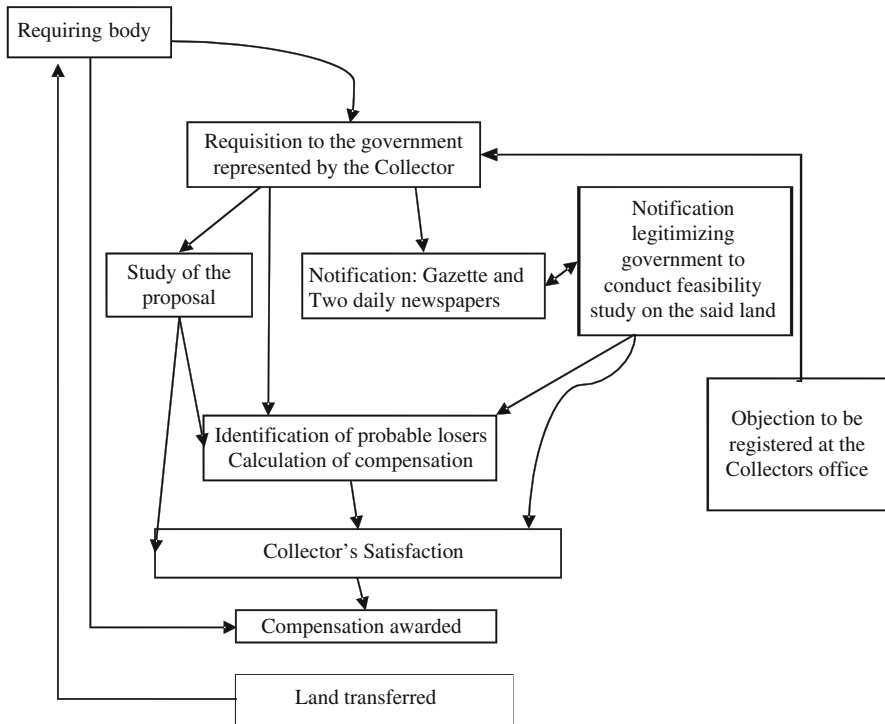 Requiring body
Requisition to the government
represented by the Collector
Notification
legitimizing
government to
conduct feasibility
study on the said land
Study of the
proposal
Notification: Gazette and
Two daily newspapers
Objection to be
registered at the
Collectors office
Identification of probable losers
Calculation of compensation
Collector’s Satisfaction
Compensation awarded
Land transferred